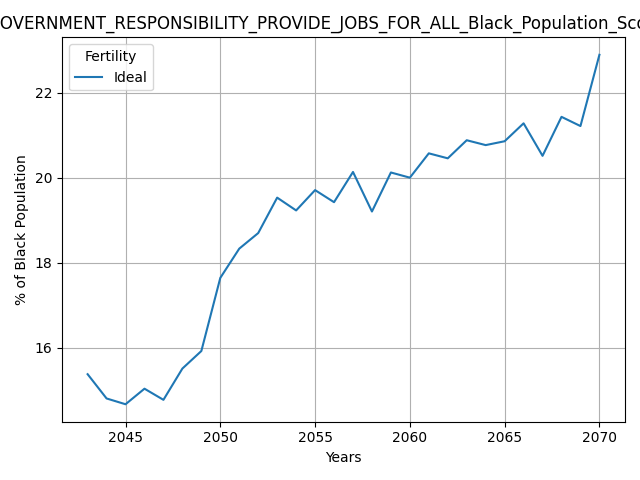 OVERNMENT_RESPONSIBILITY_PROVIDE_JOBS_FOR_ALL_Black_Population_Sco
Fertility
Ideal
% of Black Population
22
20
18
16
2045 2050 2055 2060 2065 2070
Years